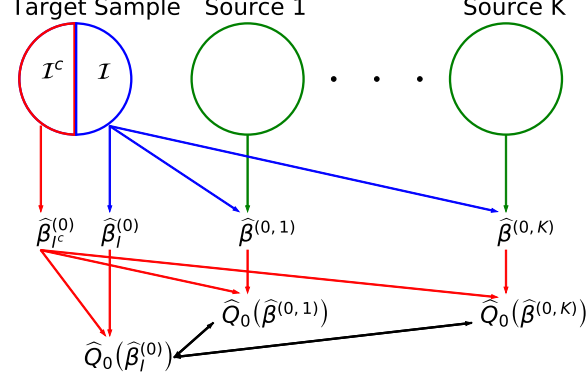 Target Sample Source 1 Source K
𝓘ᶜ 𝓘 · · ·
β̂_{I^c}^{(0)} β̂_I^{(0)} β̂^{(0,1)} β̂^{(0,K)}
Q̂₀(β̂^{(0,1)}) Q̂₀(β̂^{(0,K)})
Q̂₀(β̂_I^{(0)})